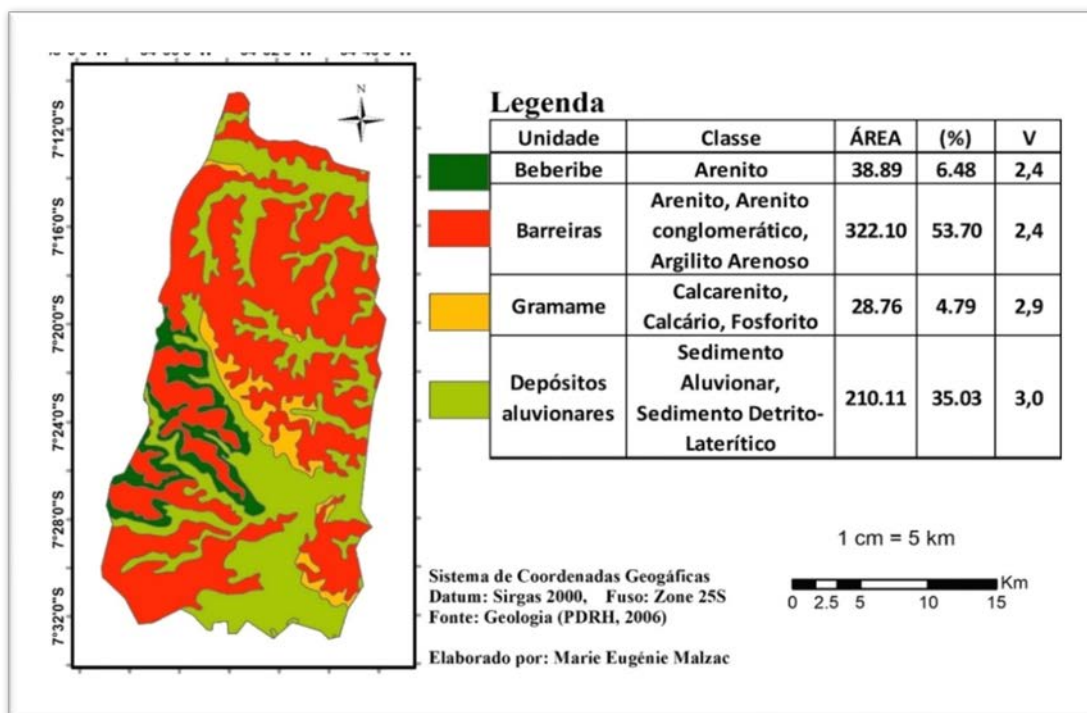 7°12'0"S
7°16'0"S
7°20'0"S
7°24'0"S
7°28'0"S
7°32'0"S
N
Legenda
Unidade Classe ÁREA (%) V
Beberibe Arenito 38.89 6.48 2,4
Barreiras Arenito, Arenito conglomerático, Argilito Arenoso 322.10 53.70 2,4
Gramame Calcarenito, Calcário, Fosforito 28.76 4.79 2,9
Depósitos aluvionares Sedimento Aluvionar, Sedimento Detrito-Laterítico 210.11 35.03 3,0
1 cm = 5 km
Km
0 2.5 5 10 15
Sistema de Coordenadas Geogáficas
Datum: Sirgas 2000, Fuso: Zone 25S
Fonte: Geologia (PDRH, 2006)
Elaborado por: Marie Eugénie Malzac